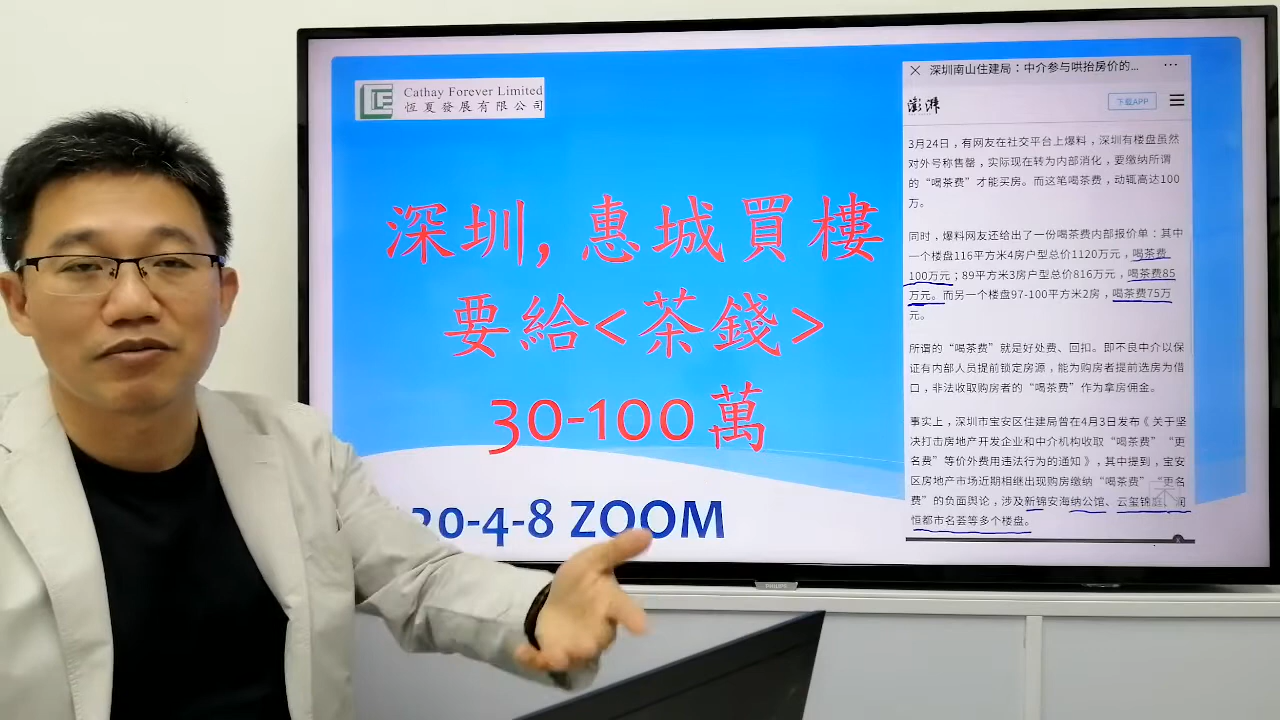 Cathay Forever Limited
恆夏發展有限公司
深圳,惠城買樓
要給<茶錢>
30-100萬
20-4-8 ZOOM
深圳南山住建局：中介参与哄抬房价的...
澎湃
下载APP
3月24日，有网友在社交平台上爆料，深圳有楼盘虽然
对外号称售罄，实际现在转为内部消化，要缴纳所谓
的“喝茶费”才能买房。而这笔喝茶费，动辄高达100
万。
同时，爆料网友还给出了一份喝茶费内部报价单：其中
一个楼盘116平方米4房户型总价1120万元，喝茶费
100万元；89平方米3房户型总价816万元，喝茶费85
万元。而另一个楼盘97-100平方米2房，喝茶费75万
元。
所谓的“喝茶费”就是好处费、回扣。即不良中介以保
证有内部人员提前锁定房源，能为购房者提前选房为借
口，非法收取购房者的“喝茶费”作为拿房佣金。
事实上，深圳市宝安区住建局曾在4月3日发布《关于坚
决打击房地产开发企业和中介机构收取“喝茶费”“更
名费”等价外费用违法行为的通知》，其中提到，宝安
区房地产市场近期相继出现购房缴纳“喝茶费”“更名
费”的负面舆论，涉及新锦安海纳公馆、云玺锦庭、润
恒都市名荟等多个楼盘。
PHILIPS